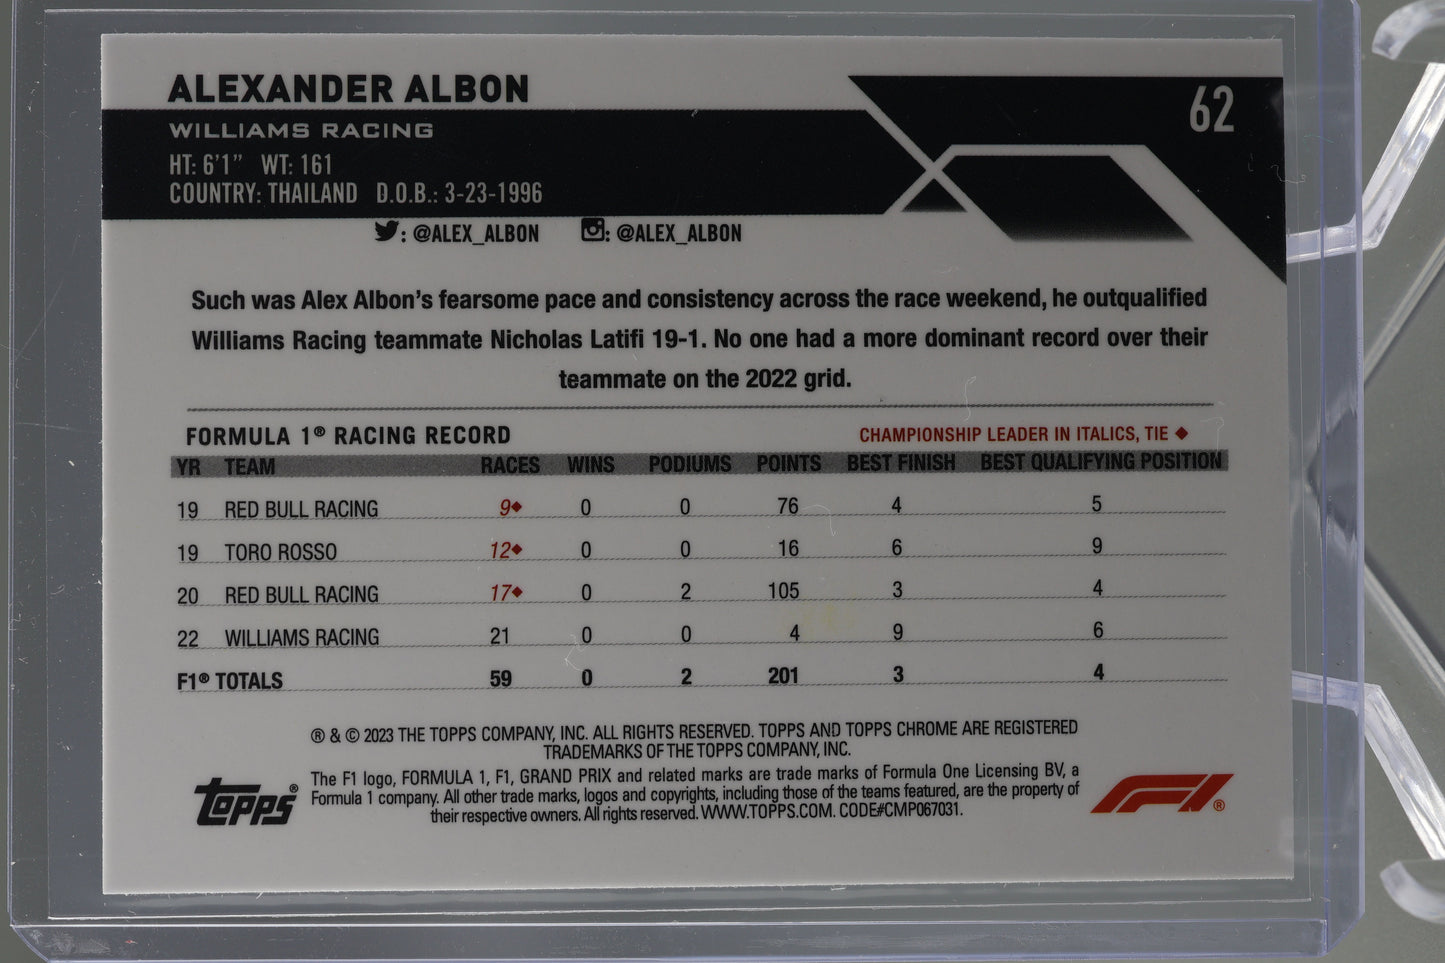 ALEXANDER ALBON
62
WILLIAMS RACING
HT: 6'1" WT: 161
COUNTRY: THAILAND D.O.B.: 3-23-1996
: @ALEX_ALBON : @ALEX_ALBON
Such was Alex Albon's fearsome pace and consistency across the race weekend, he outqualified
Williams Racing teammate Nicholas Latifi 19-1. No one had a more dominant record over their
teammate on the 2022 grid.
FORMULA 1® RACING RECORD CHAMPIONSHIP LEADER IN ITALICS, TIE ◆
YR TEAM RACES WINS PODIUMS POINTS BEST FINISH BEST QUALIFYING POSITION
19 RED BULL RACING 9◆ 0 0 76 4 5
19 TORO ROSSO 12◆ 0 0 16 6 9
20 RED BULL RACING 17◆ 0 2 105 3 4
22 WILLIAMS RACING 21 0 0 4 9 6
F1® TOTALS 59 0 2 201 3 4
® & © 2023 THE TOPPS COMPANY, INC. ALL RIGHTS RESERVED. TOPPS AND TOPPS CHROME ARE REGISTERED
TRADEMARKS OF THE TOPPS COMPANY, INC.
The F1 logo, FORMULA 1, F1, GRAND PRIX and related marks are trade marks of Formula One Licensing BV, a
Formula 1 company. All other trade marks, logos and copyrights, including those of the teams featured, are the property of
their respective owners. All rights reserved. WWW.TOPPS.COM. CODE#CMP067031.
topps®
F1®